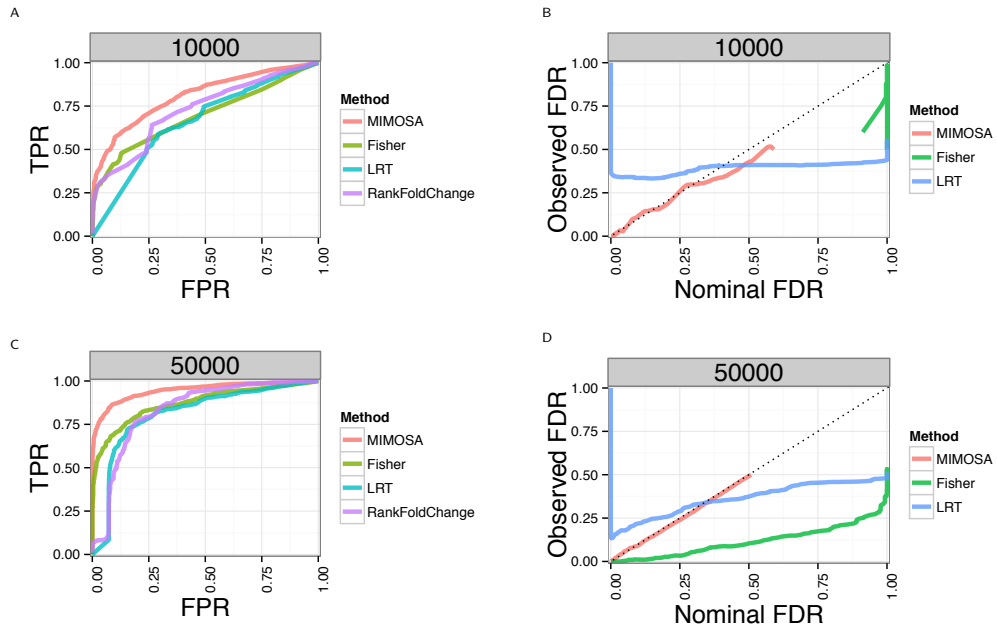 A
10000
1.00
0.75
0.50
0.25
0.00
TPR
0.00
0.25
0.50
0.75
1.00
FPR
Method
MIMOSA
Fisher
LRT
RankFoldChange
B
10000
1.00
0.75
0.50
0.25
0.00
Observed FDR
0.00
0.25
0.50
0.75
1.00
Nominal FDR
Method
MIMOSA
Fisher
LRT
C
50000
1.00
0.75
0.50
0.25
0.00
TPR
0.00
0.25
0.50
0.75
1.00
FPR
Method
MIMOSA
Fisher
LRT
RankFoldChange
D
50000
1.00
0.75
0.50
0.25
0.00
Observed FDR
0.00
0.25
0.50
0.75
1.00
Nominal FDR
Method
MIMOSA
Fisher
LRT